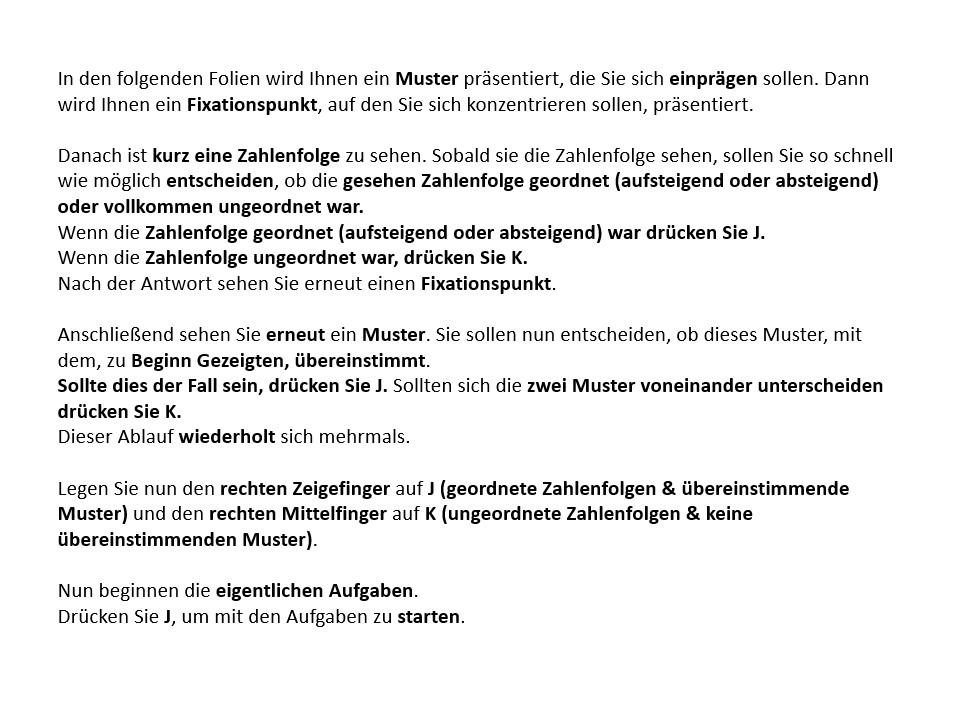 In den folgenden Folien wird Ihnen ein Muster präsentiert, die Sie sich einprägen sollen. Dann
wird Ihnen ein Fixationspunkt, auf den Sie sich konzentrieren sollen, präsentiert.
Danach ist kurz eine Zahlenfolge zu sehen. Sobald sie die Zahlenfolge sehen, sollen Sie so schnell
wie möglich entscheiden, ob die gesehen Zahlenfolge geordnet (aufsteigend oder absteigend)
oder vollkommen ungeordnet war.
Wenn die Zahlenfolge geordnet (aufsteigend oder absteigend) war drücken Sie J.
Wenn die Zahlenfolge ungeordnet war, drücken Sie K.
Nach der Antwort sehen Sie erneut einen Fixationspunkt.
Anschließend sehen Sie erneut ein Muster. Sie sollen nun entscheiden, ob dieses Muster, mit
dem, zu Beginn Gezeigten, übereinstimmt.
Sollte dies der Fall sein, drücken Sie J. Sollten sich die zwei Muster voneinander unterscheiden
drücken Sie K.
Dieser Ablauf wiederholt sich mehrmals.
Legen Sie nun den rechten Zeigefinger auf J (geordnete Zahlenfolgen & übereinstimmende
Muster) und den rechten Mittelfinger auf K (ungeordnete Zahlenfolgen & keine
übereinstimmenden Muster).
Nun beginnen die eigentlichen Aufgaben.
Drücken Sie J, um mit den Aufgaben zu starten.